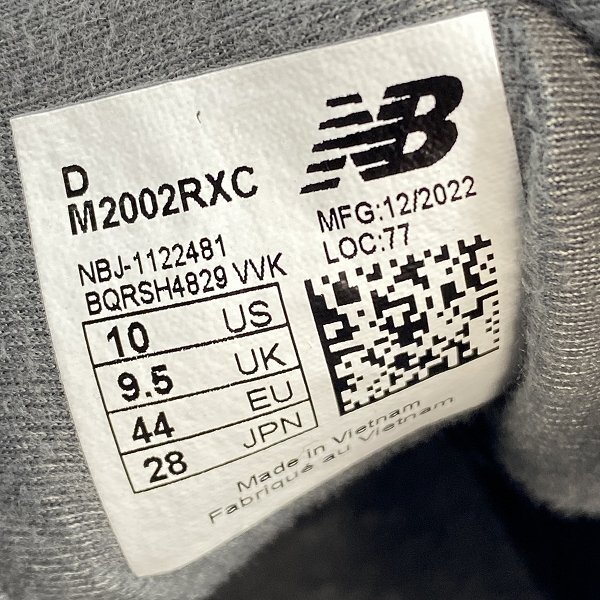 NB
D
M2002RXC
MFG:12/2022
LOC:77
NBJ-1122481
BQRSH4829 VVK
10 US
9.5 UK
44 EU
28 JPN
Made in Vietnam
Fabriqué au Vietnam